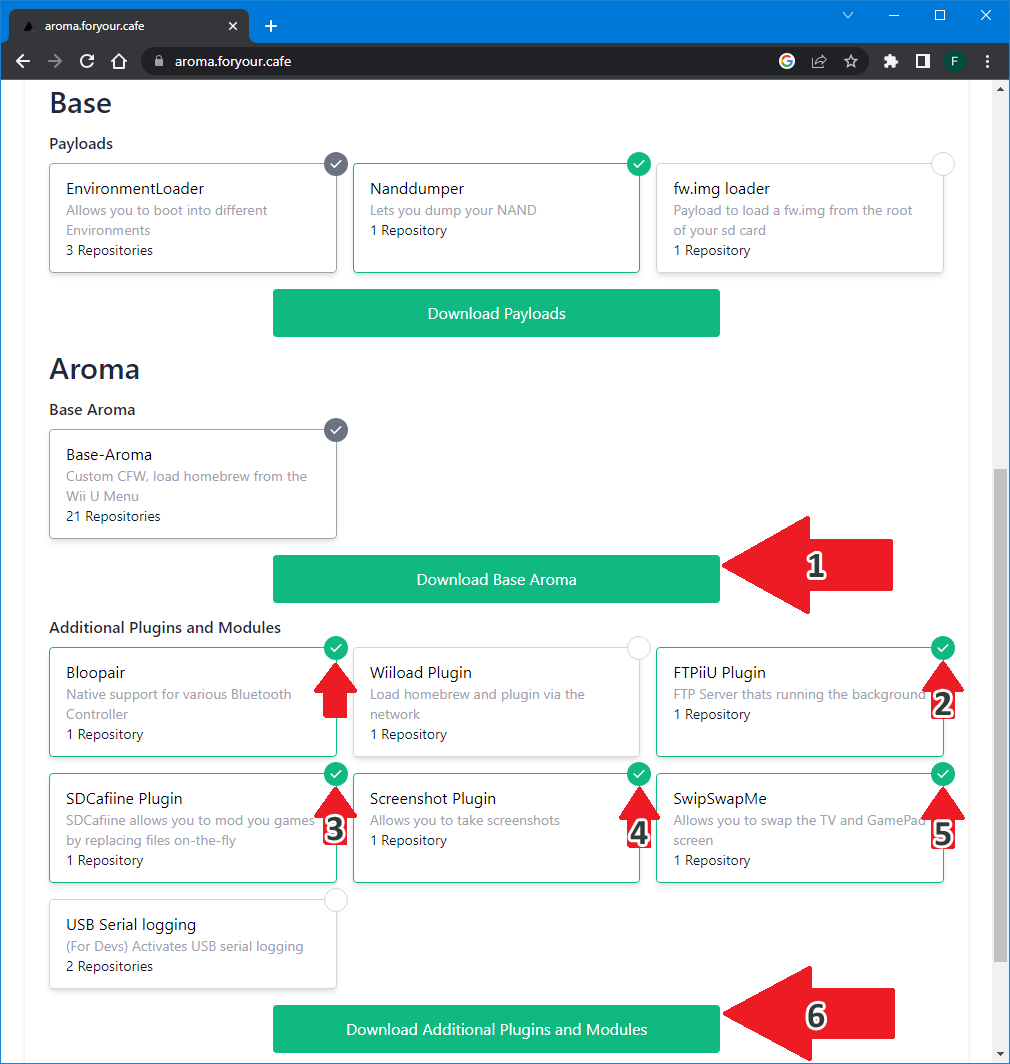 aroma.foryour.cafe
aroma.foryour.cafe
F
Base
Payloads
EnvironmentLoader
Allows you to boot into different
Environments
3 Repositories
Nanddumper
Lets you dump your NAND
1 Repository
fw.img loader
Payload to load a fw.img from the root
of your sd card
1 Repository
Download Payloads
Aroma
Base Aroma
Base-Aroma
Custom CFW, load homebrew from the
Wii U Menu
21 Repositories
Download Base Aroma
1
Additional Plugins and Modules
Bloopair
Native support for various Bluetooth
Controller
1 Repository
Wiiload Plugin
Load homebrew and plugin via the
network
1 Repository
FTPiiU Plugin
FTP Server thats running the background
1 Repository
2
SDCafiine Plugin
SDCafiine allows you to mod you games
by replacing files on-the-fly
1 Repository
3
Screenshot Plugin
Allows you to take screenshots
1 Repository
4
SwipSwapMe
Allows you to swap the TV and GamePad
screen
1 Repository
5
USB Serial logging
(For Devs) Activates USB serial logging
2 Repositories
Download Additional Plugins and Modules
6